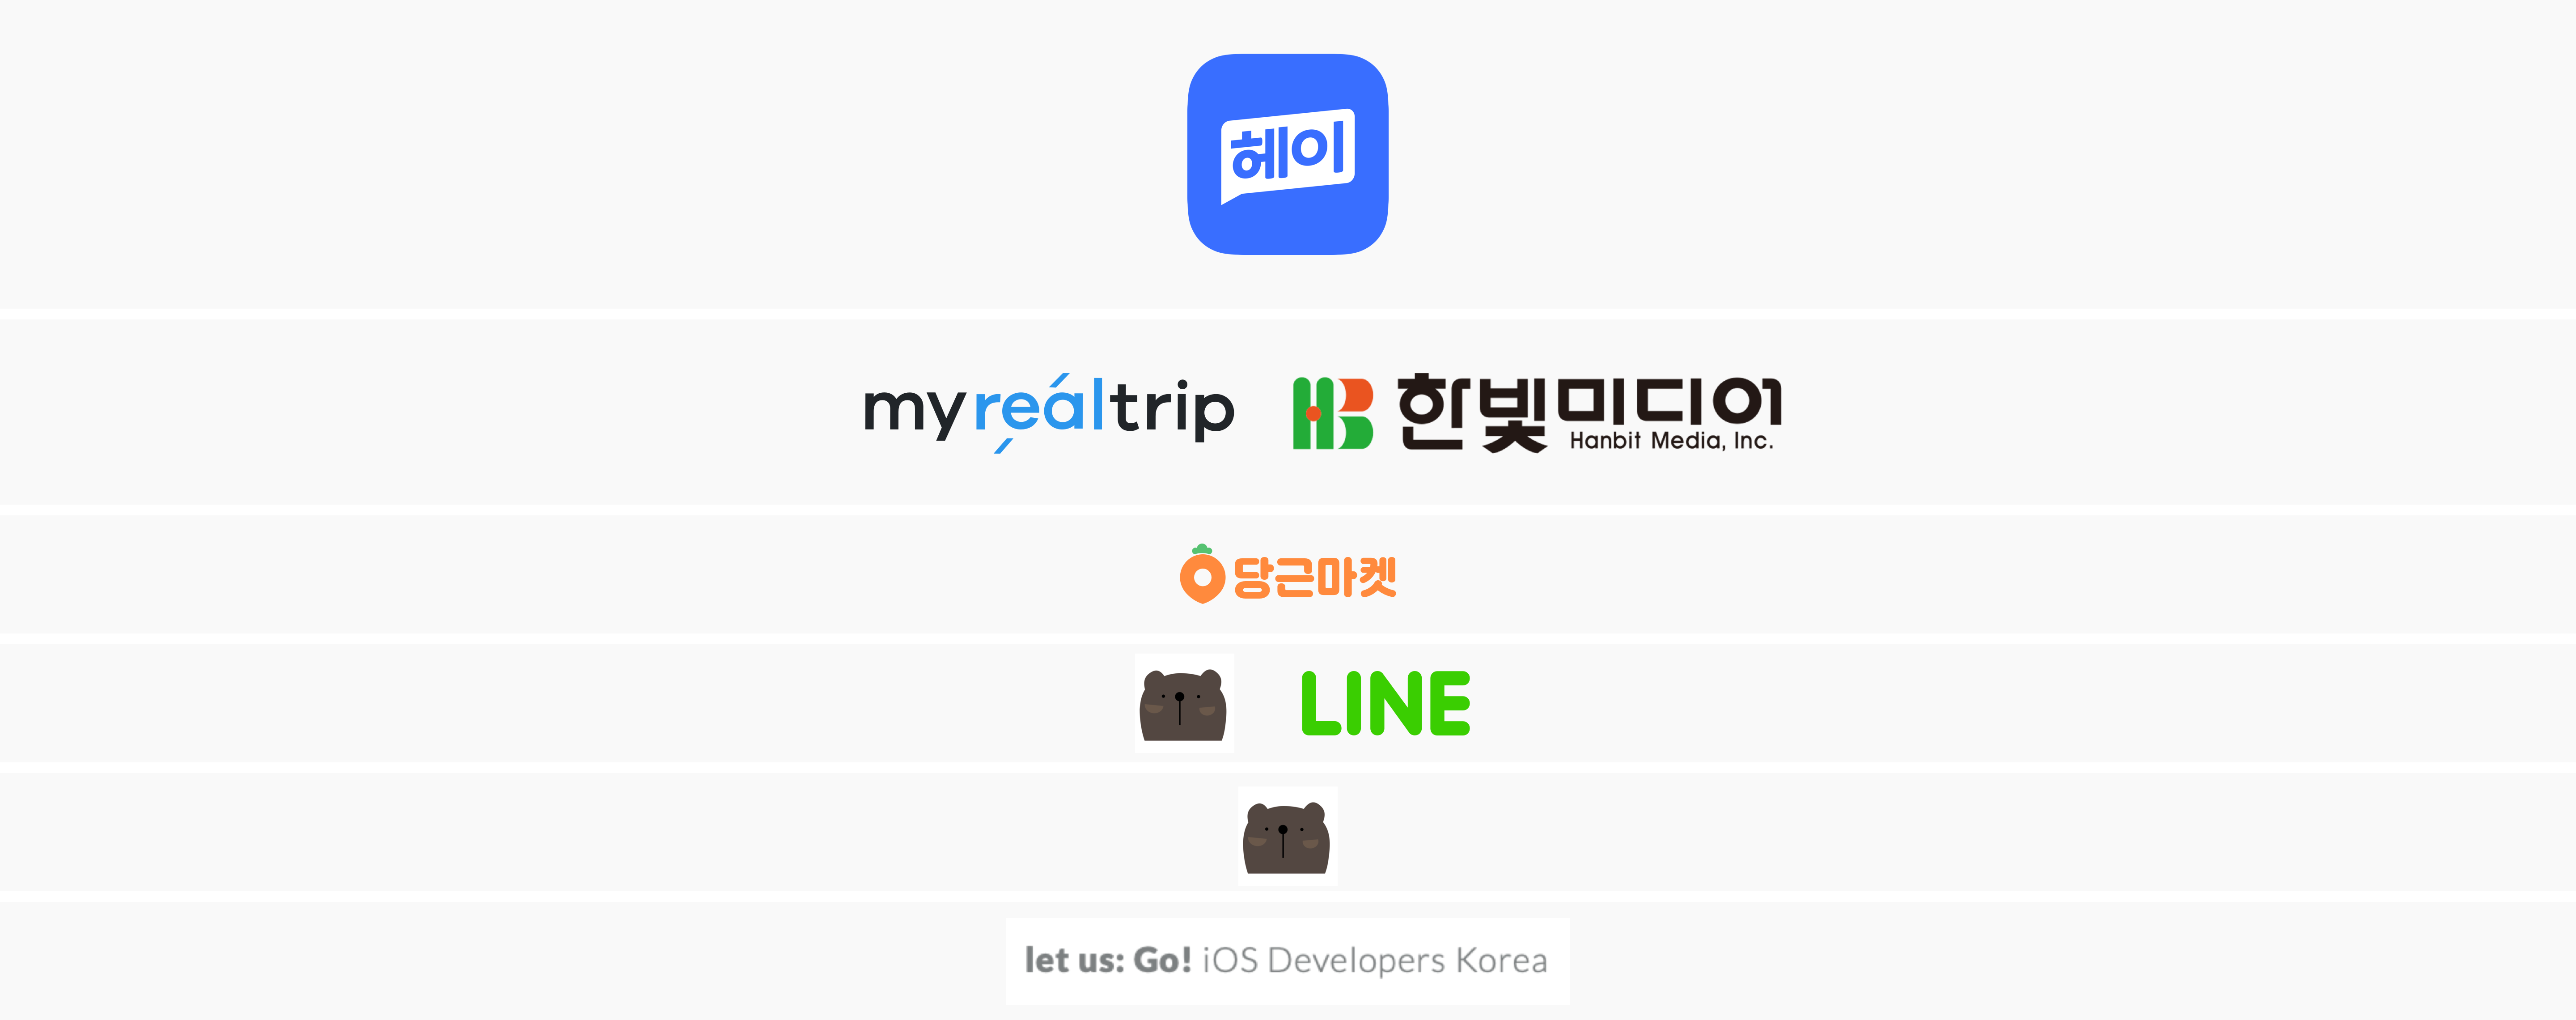 헤이
myrealtrip
한빛미디어
Hanbit Media, Inc.
당근마켓
LINE
let us: Go! iOS Developers Korea